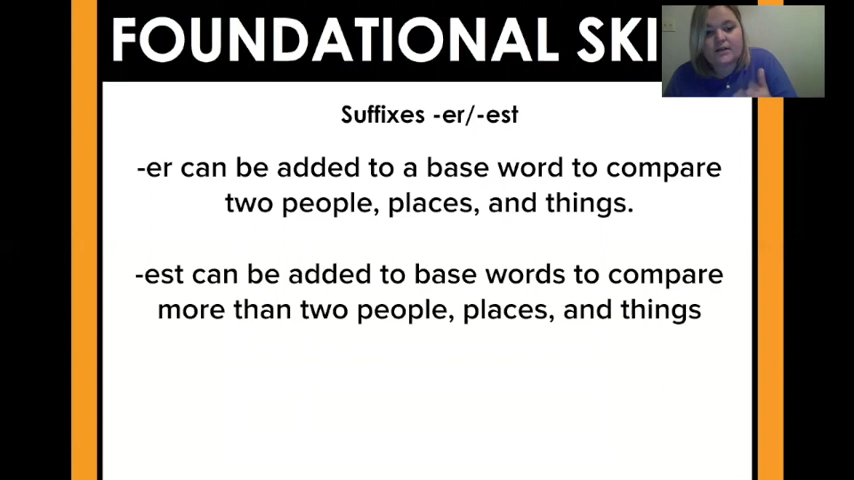 FOUNDATIONAL SKI
Suffixes -er/-est
-er can be added to a base word to compare
two people, places, and things.
-est can be added to base words to compare
more than two people, places, and things